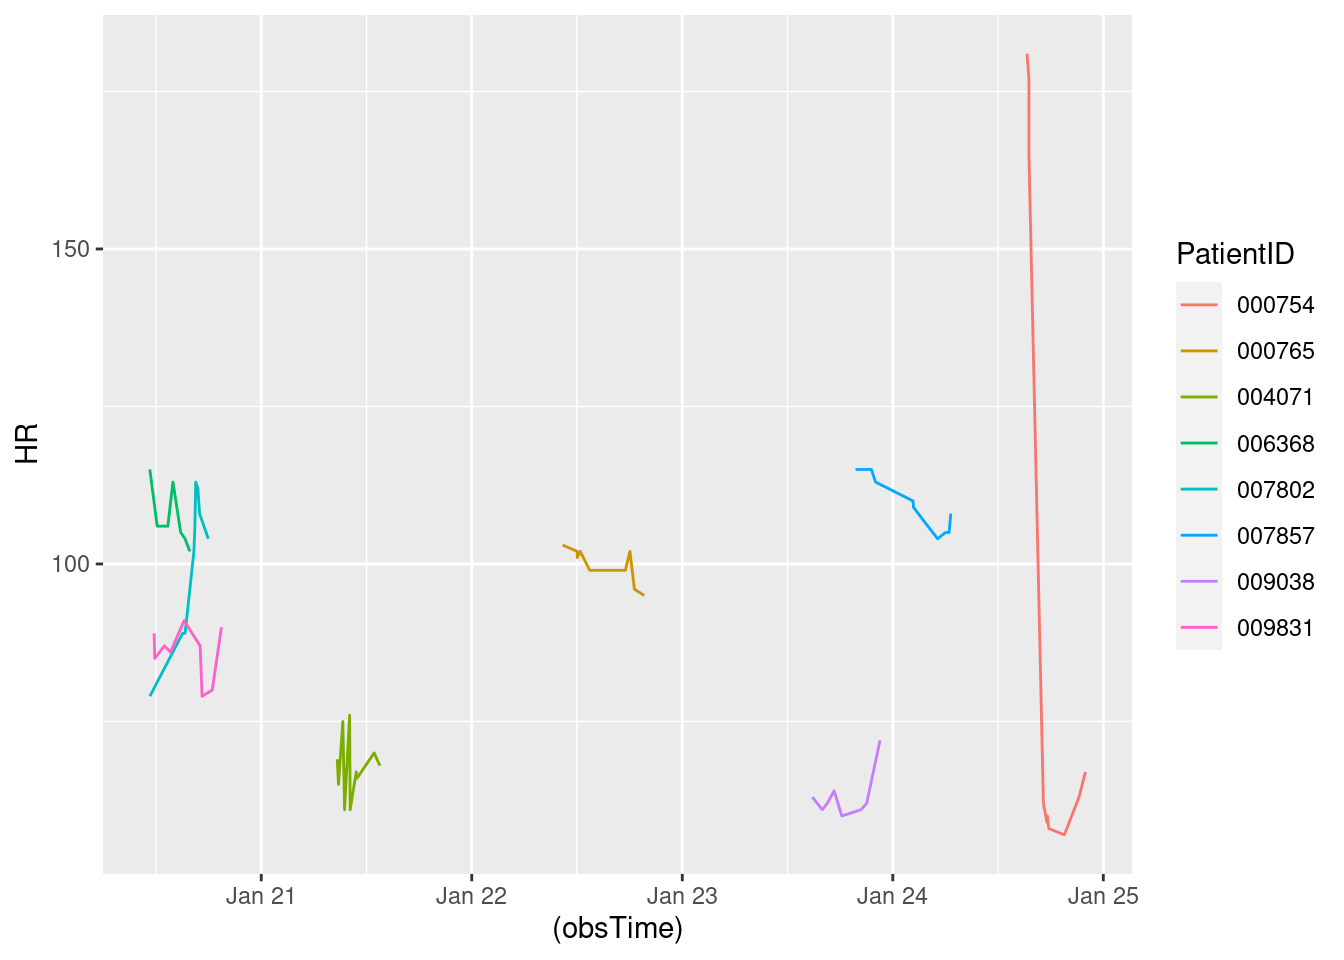 150
100
HR
Jan 21
Jan 22
Jan 23
Jan 24
Jan 25
(obsTime)
PatientID
000754
000765
004071
006368
007802
007857
009038
009831